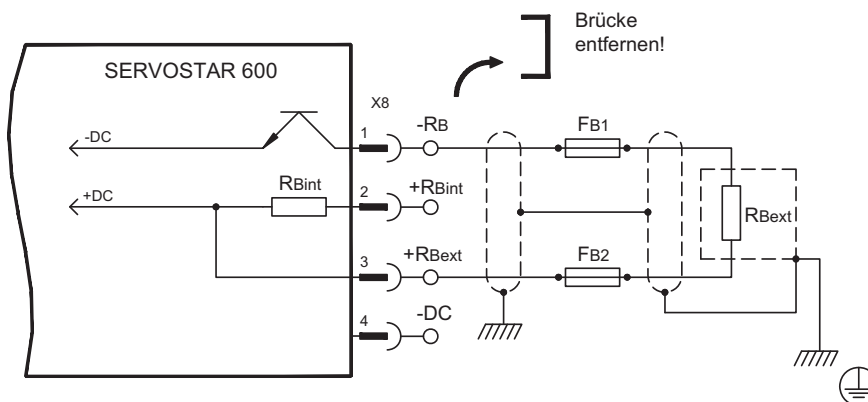 Brücke
entfernen!
SERVOSTAR 600
X8
-DC
1
-RB
FB1
+DC
RBint
2
+RBint
RBext
3
+RBext
FB2
4
-DC